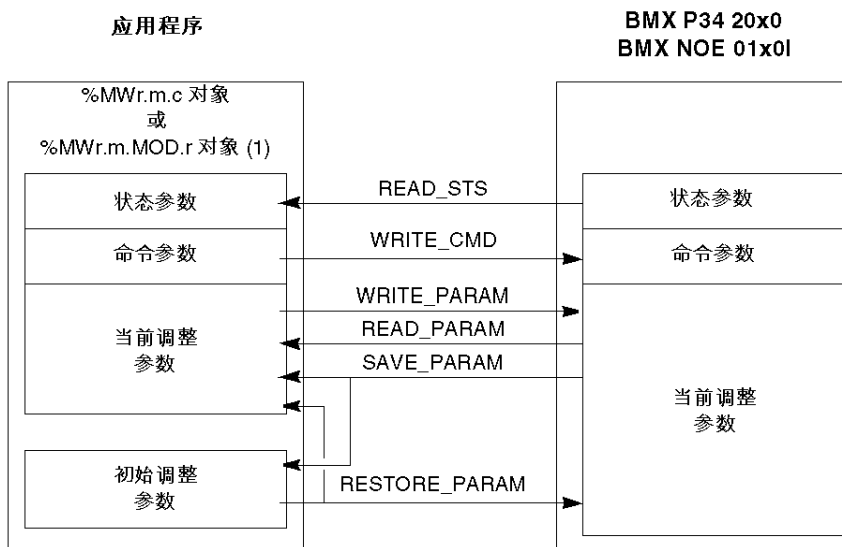 应用程序
BMX P34 20x0
BMX NOE 01x0I
%MWr.m.c 对象
或
%MWr.m.MOD.r 对象 (1)
状态参数
READ_STS
状态参数
命令参数
WRITE_CMD
命令参数
当前调整
参数
WRITE_PARAM
READ_PARAM
SAVE_PARAM
当前调整
参数
初始调整
参数
RESTORE_PARAM